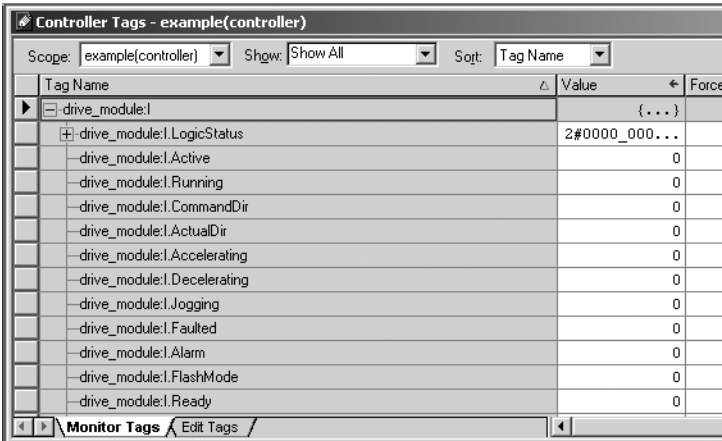 Controller Tags - example(controller)
Scope: example(controller) Show: Show All Sort: Tag Name
Tag Name Value Force
drive_module:I {...}
drive_module:I.LogicStatus 2#0000_000...
drive_module:I.Active 0
drive_module:I.Running 0
drive_module:I.CommandDir 0
drive_module:I.ActualDir 0
drive_module:I.Accelerating 0
drive_module:I.Decelerating 0
drive_module:I.Jogging 0
drive_module:I.Faulted 0
drive_module:I.Alarm 0
drive_module:I.FlashMode 0
drive_module:I.Ready 0
Monitor Tags Edit Tags